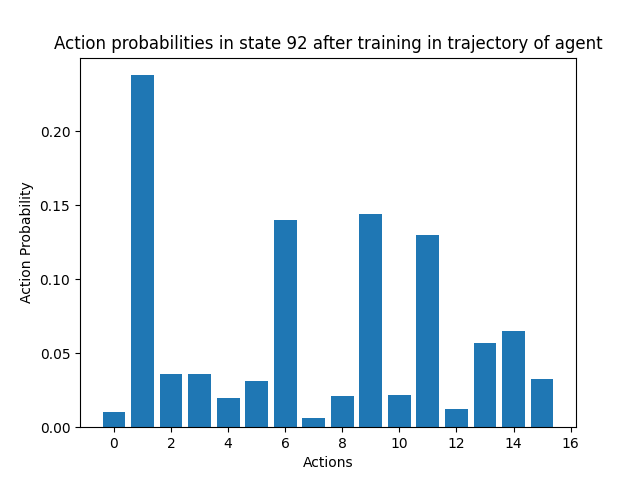 Action probabilities in state 92 after training in trajectory of agent
0.20
0.15
0.10
0.05
0.00
Action Probability
0 2 4 6 8 10 12 14 16
Actions